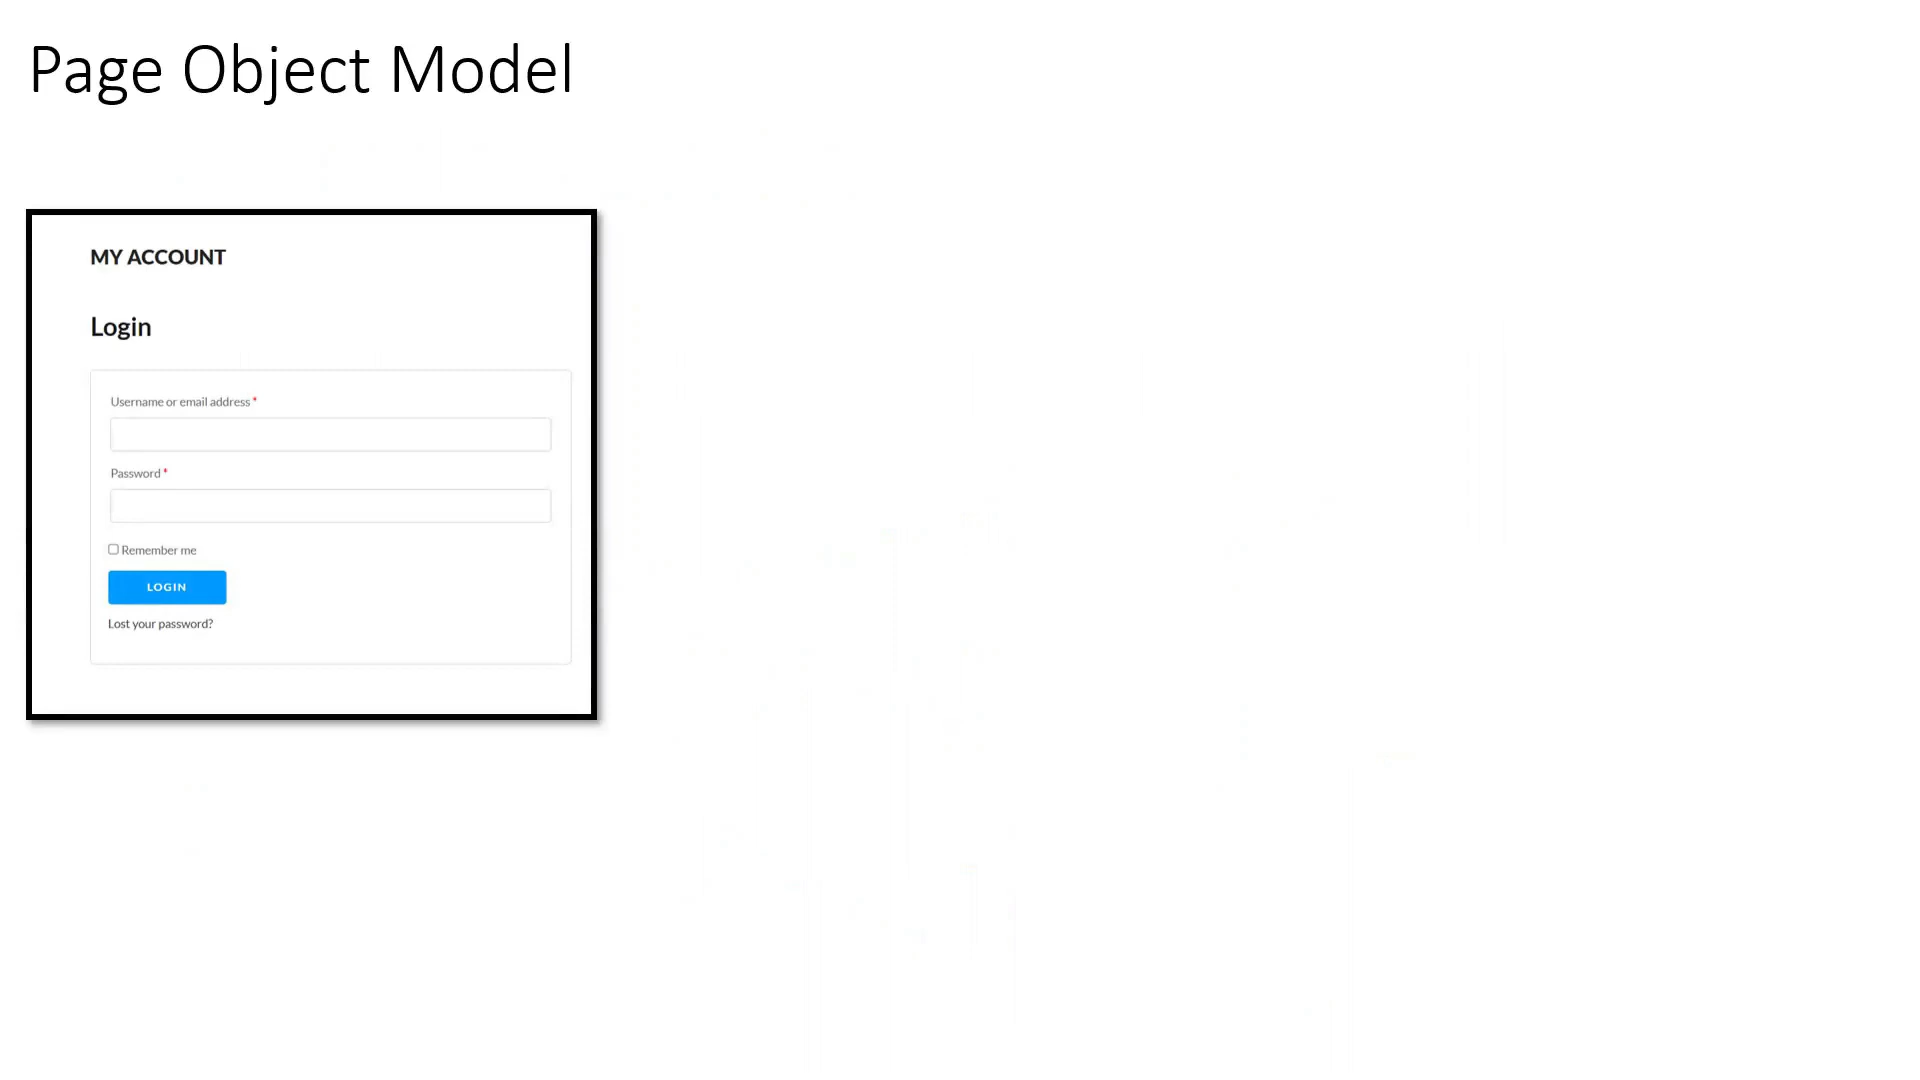 Page Object Model
MY ACCOUNT
Login
Username or email address *
Password *
Remember me
LOGIN
Lost your password?